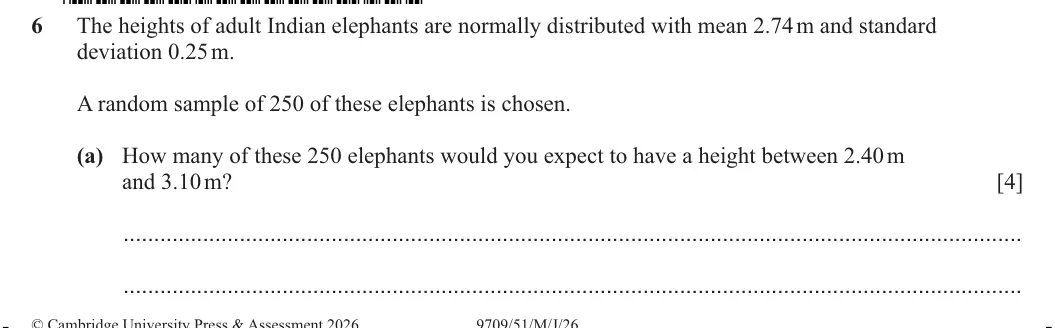 6 The heights of adult Indian elephants are normally distributed with mean 2.74 m and standard
deviation 0.25 m.
A random sample of 250 of these elephants is chosen.
(a) How many of these 250 elephants would you expect to have a height between 2.40 m
and 3.10 m? [4]
................................................................................................................................................
................................................................................................................................................
© Cambridge University Press & Assessment 2026 9709/51/M/J/26